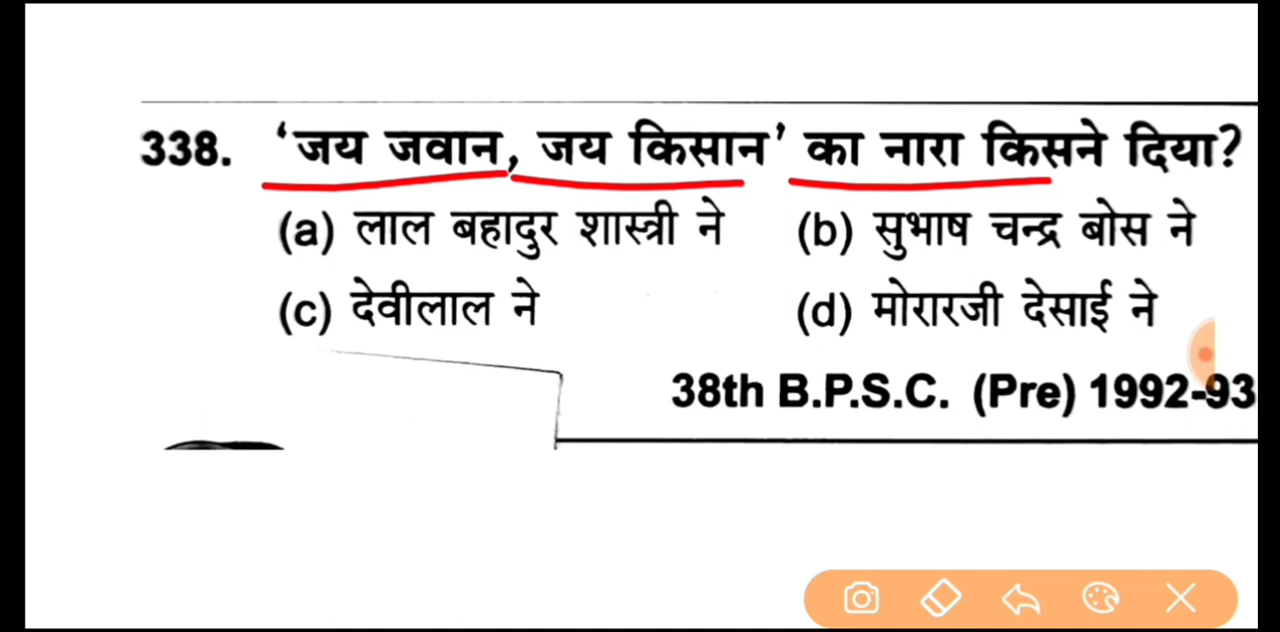 338. ‘जय जवान, जय किसान’ का नारा किसने दिया?
(a) लाल बहादुर शास्त्री ने (b) सुभाष चन्द्र बोस ने
(c) देवीलाल ने (d) मोरारजी देसाई ने
38th B.P.S.C. (Pre) 1992-93